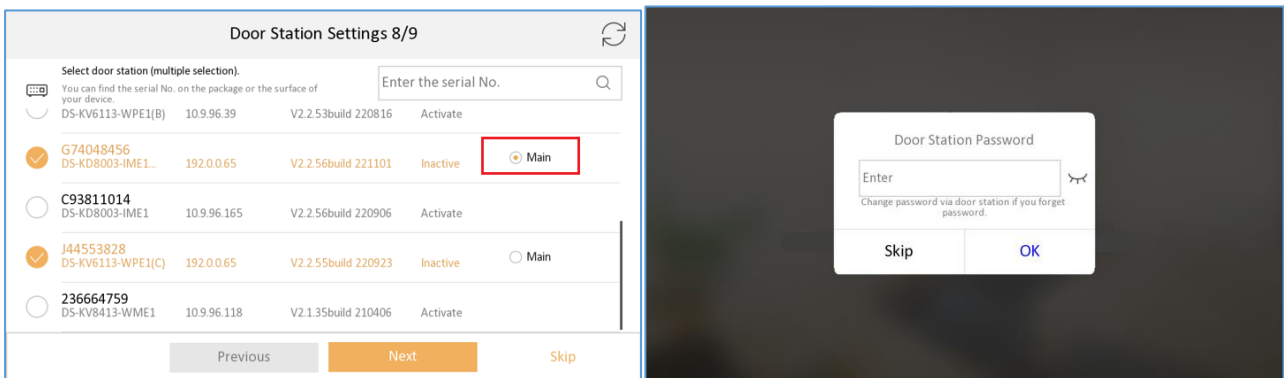 Door Station Settings 8/9
Select door station (multiple selection).
You can find the serial No. on the package or the surface of
your device.
Enter the serial No.
DS-KV6113-WPE1(B) 10.9.96.39 V2.2.53build 220816 Activate
G74048456
DS-KD8003-IME1... 192.0.0.65 V2.2.56build 221101 Inactive Main
C93811014
DS-KD8003-IME1 10.9.96.165 V2.2.56build 220906 Activate
J44553828
DS-KV6113-WPE1(C) 192.0.0.65 V2.2.55build 220923 Inactive Main
236664759
DS-KV8413-WME1 10.9.96.118 V2.1.35build 210406 Activate
Previous Next Skip
Door Station Password
Enter
Change password via door station if you forget
password.
Skip OK